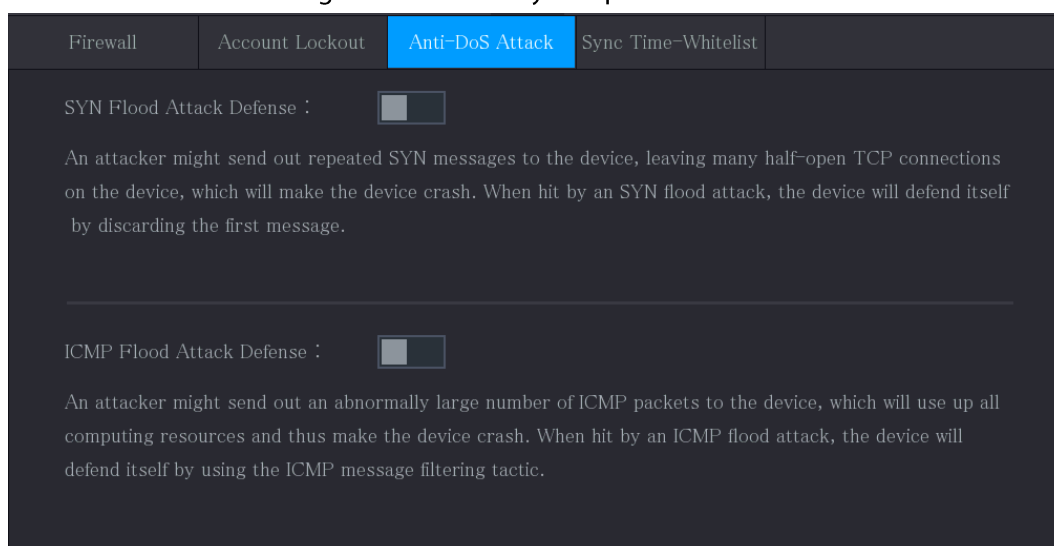 Firewall Account Lockout Anti-DoS Attack Sync Time-Whitelist
SYN Flood Attack Defense :
An attacker might send out repeated SYN messages to the device, leaving many half-open TCP connections
on the device, which will make the device crash. When hit by an SYN flood attack, the device will defend itself
by discarding the first message.
ICMP Flood Attack Defense :
An attacker might send out an abnormally large number of ICMP packets to the device, which will use up all
computing resources and thus make the device crash. When hit by an ICMP flood attack, the device will
defend itself by using the ICMP message filtering tactic.